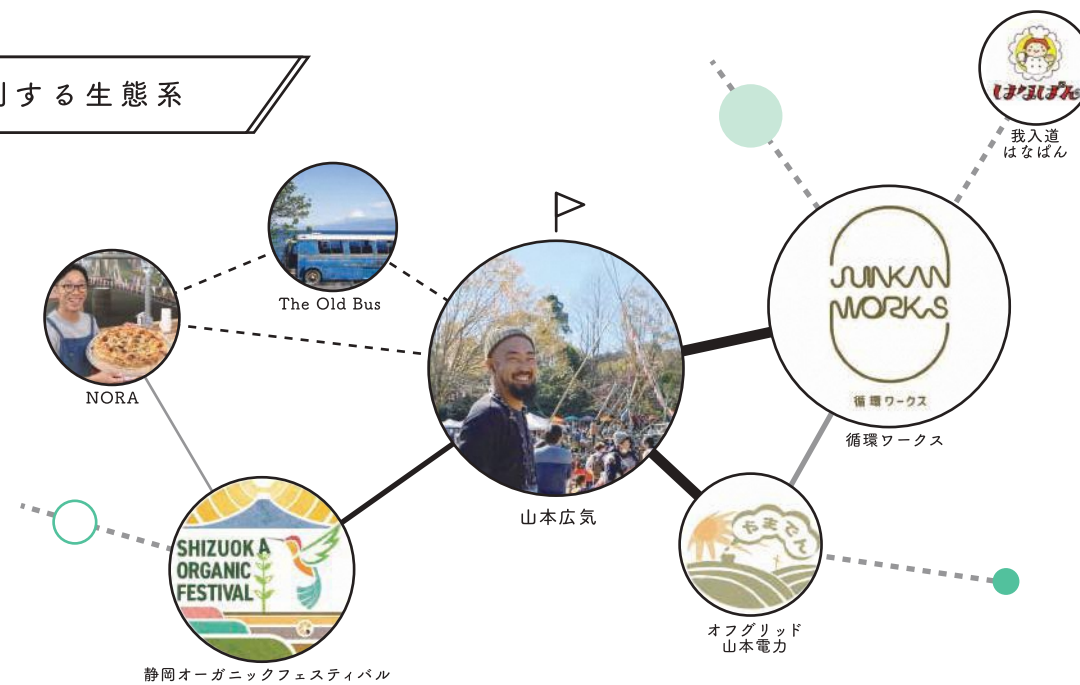 する生態系
はなぱん
我入道
はなぱん
The Old Bus
JUNKAN
WORKS
循環ワークス
循環ワークス
NORA
山本広気
SHIZUOKA
ORGANIC
FESTIVAL
静岡オーガニックフェスティバル
やまでん
オフグリッド
山本電力